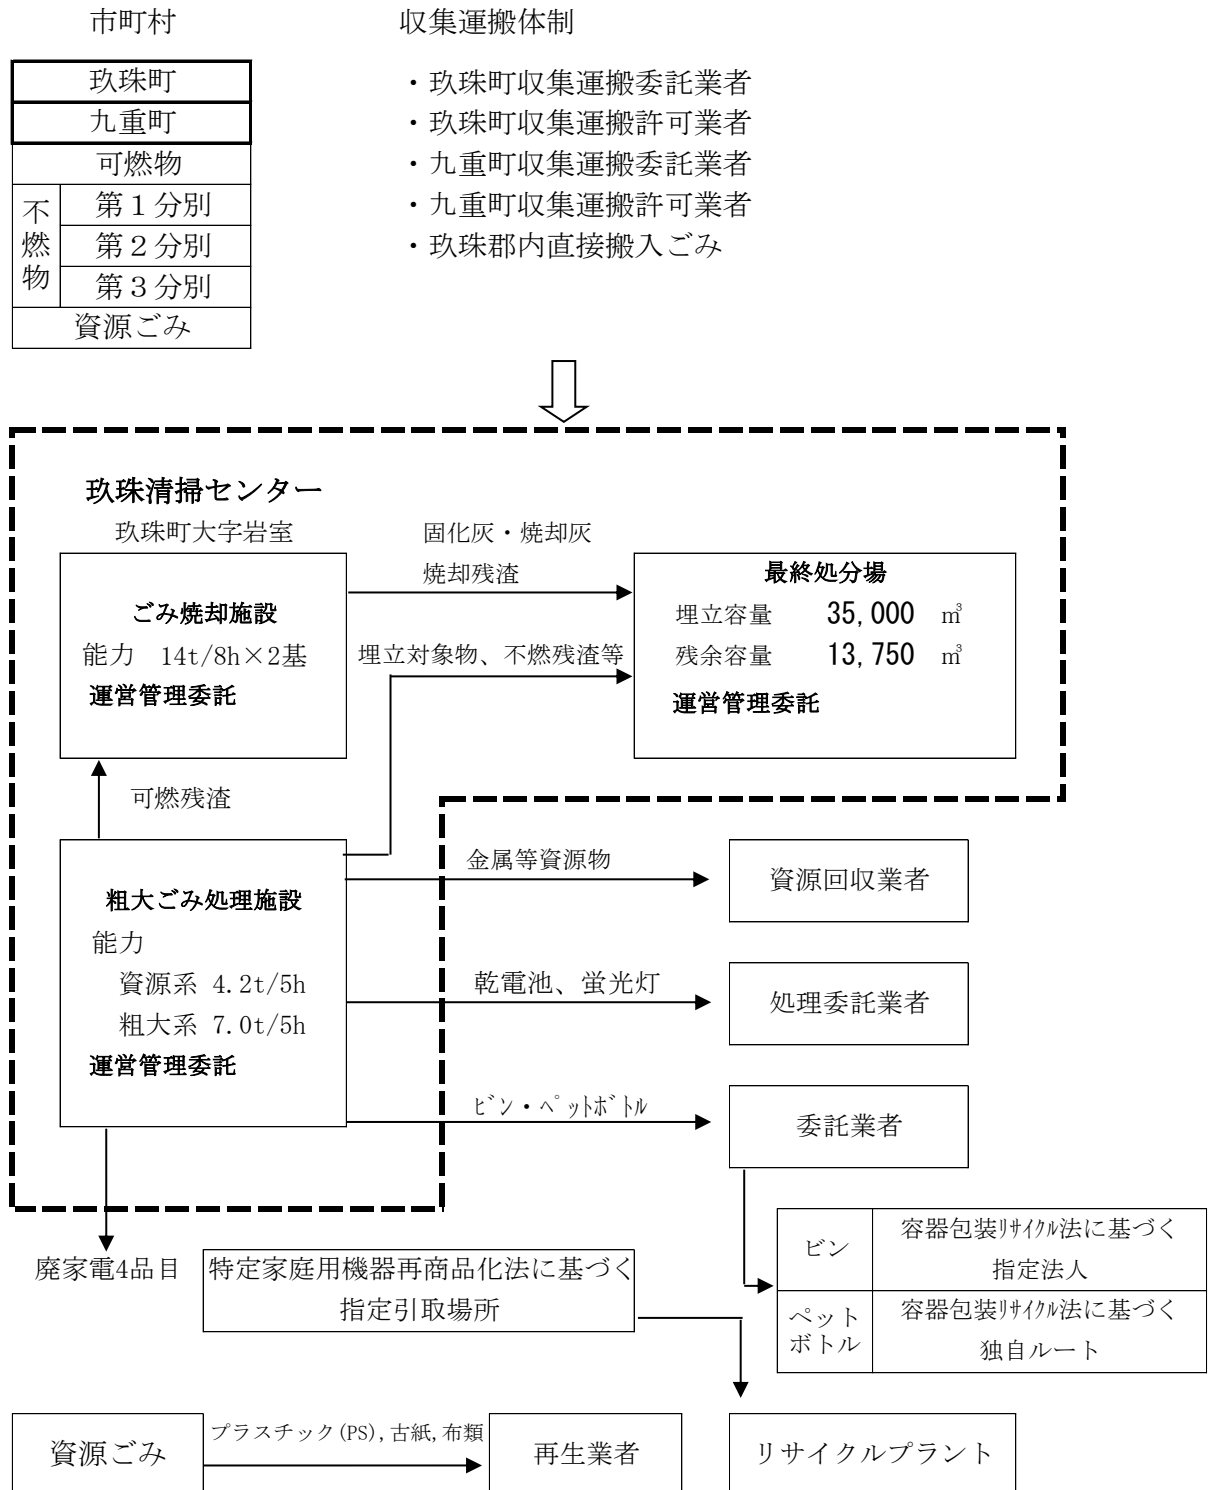 市町村
収集運搬体制
玖珠町
九重町
可燃物
不燃物
第1分別
第2分別
第3分別
資源ごみ
・玖珠町収集運搬委託業者
・玖珠町収集運搬許可業者
・九重町収集運搬委託業者
・九重町収集運搬許可業者
・玖珠郡内直接搬入ごみ
玖珠清掃センター
玖珠町大字岩室
ごみ焼却施設
能力　14t/8h×2基
運営管理委託
固化灰・焼却灰
焼却残渣
埋立対象物、不燃残渣等
最終処分場
埋立容量　35,000　㎥
残余容量　13,750　㎥
運営管理委託
可燃残渣
粗大ごみ処理施設
能力
資源系 4.2t/5h
粗大系 7.0t/5h
運営管理委託
金属等資源物
資源回収業者
乾電池、蛍光灯
処理委託業者
ﾋﾞﾝ・ﾍﾟｯﾄﾎﾞﾄﾙ
委託業者
ビン
容器包装ﾘｻｲｸﾙ法に基づく
指定法人
ペット
ボトル
容器包装ﾘｻｲｸﾙ法に基づく
独自ルート
廃家電4品目
特定家庭用機器再商品化法に基づく
指定引取場所
資源ごみ
プラスチック(PS),古紙,布類
再生業者
リサイクルプラント